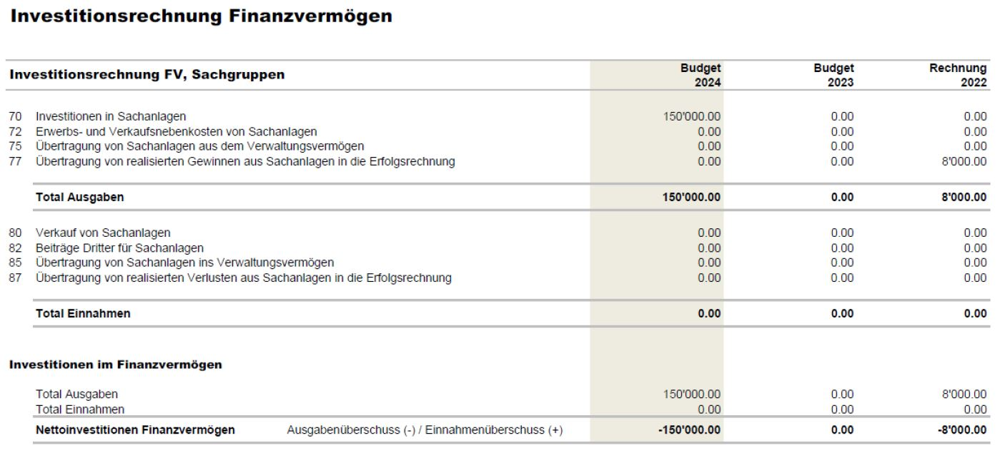 Investitionsrechnung Finanzvermögen
Investitionsrechnung FV, Sachgruppen Budget 2024 Budget 2023 Rechnung 2022
70 Investitionen in Sachanlagen 150'000.00 0.00 0.00
72 Erwerbs- und Verkaufsnebenkosten von Sachanlagen 0.00 0.00 0.00
75 Übertragung von Sachanlagen aus dem Verwaltungsvermögen 0.00 0.00 0.00
77 Übertragung von realisierten Gewinnen aus Sachanlagen in die Erfolgsrechnung 0.00 0.00 8'000.00
Total Ausgaben 150'000.00 0.00 8'000.00
80 Verkauf von Sachanlagen 0.00 0.00 0.00
82 Beiträge Dritter für Sachanlagen 0.00 0.00 0.00
85 Übertragung von Sachanlagen ins Verwaltungsvermögen 0.00 0.00 0.00
87 Übertragung von realisierten Verlusten aus Sachanlagen in die Erfolgsrechnung 0.00 0.00 0.00
Total Einnahmen 0.00 0.00 0.00
Investitionen im Finanzvermögen
Total Ausgaben 150'000.00 0.00 8'000.00
Total Einnahmen 0.00 0.00 0.00
Nettoinvestitionen Finanzvermögen Ausgabenüberschuss (-) / Einnahmenüberschuss (+) -150'000.00 0.00 -8'000.00